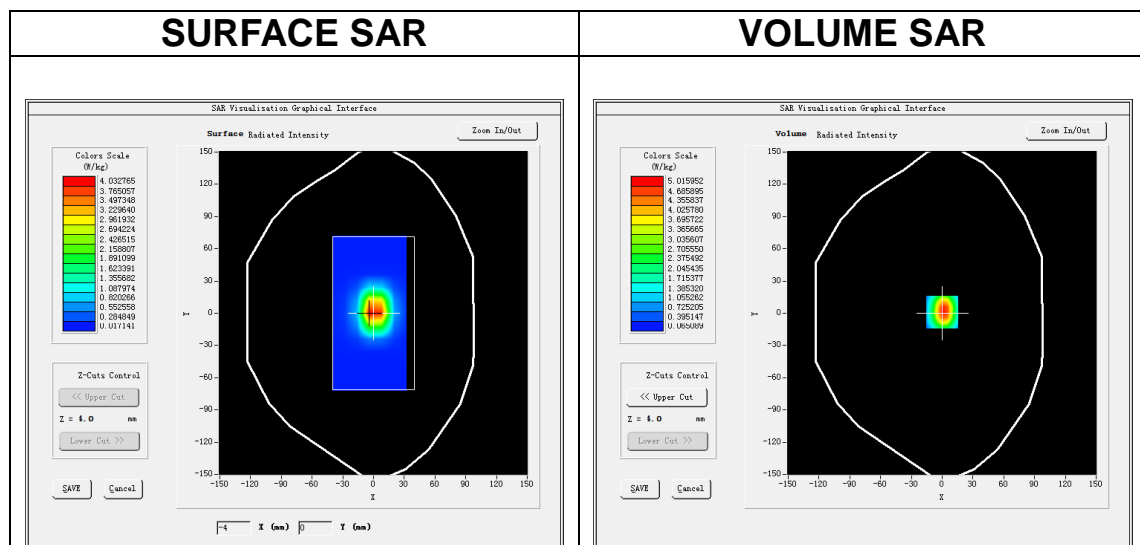 SURFACE SAR
VOLUME SAR
SAR Visualisation Graphical Interface
Surface Radiated Intensity
Zoom In/Out
Colors Scale
(W/kg)
4.032765
3.765057
3.497348
3.229640
2.961932
2.694224
2.426515
2.158807
1.891099
1.623391
1.355682
1.087974
0.820266
0.552558
0.284849
0.017141
Z-Cuts Control
<< Upper Cut
Z = 4.0 mm
Lower Cut >>
SAVE
Cancel
150
120
90
60
30
0
-30
-60
-90
-120
-150
Y
-150 -120 -90 -60 -30 0 30 60 90 120 150
X
-4 X (mm) 0 Y (mm)
SAR Visualisation Graphical Interface
Volume Radiated Intensity
Zoom In/Out
Colors Scale
(W/kg)
5.015952
4.685895
4.355837
4.025780
3.695722
3.365665
3.035607
2.705550
2.375492
2.045435
1.715377
1.385320
1.055262
0.725205
0.395147
0.065089
Z-Cuts Control
<< Upper Cut
Z = 4.0 mm
Lower Cut >>
SAVE
Cancel
150
120
90
60
30
0
-30
-60
-90
-120
-150
Y
-150 -120 -90 -60 -30 0 30 60 90 120 150
X